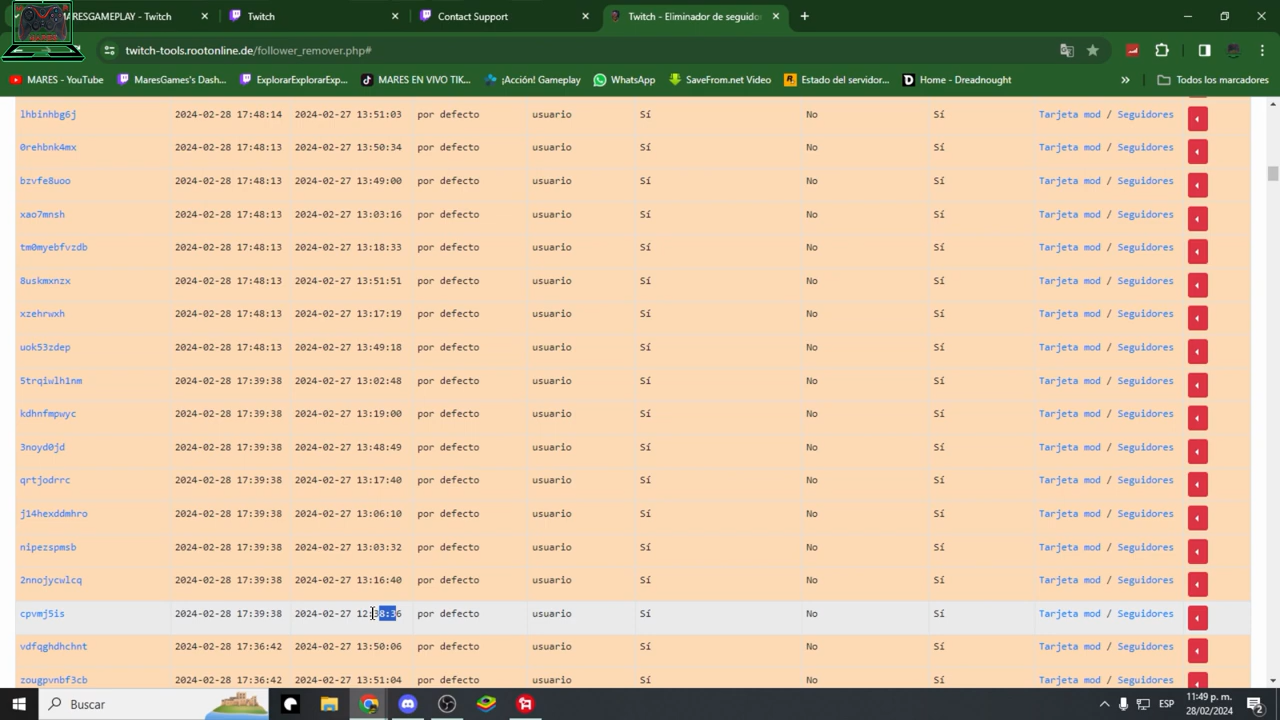 MARESGAMEPLAY - Twitch
Twitch
Contact Support
Twitch - Eliminador de seguidor
twitch-tools.rootonline.de/follower_remover.php#
MARES - YouTube
MaresGames's Dash...
ExplorarExplorarExp...
MARES EN VIVO TIK...
¡Acción! Gameplay
WhatsApp
SaveFrom.net Video
Estado del servidor...
Home - Dreadnought
»
Todos los marcadores
lhbinhbg6j 2024-02-28 17:48:14 2024-02-27 13:51:03 por defecto usuario Sí No Sí Tarjeta mod / Seguidores
0rehbnk4mx 2024-02-28 17:48:13 2024-02-27 13:50:34 por defecto usuario Sí No Sí Tarjeta mod / Seguidores
bzvfe8uoo 2024-02-28 17:48:13 2024-02-27 13:49:00 por defecto usuario Sí No Sí Tarjeta mod / Seguidores
xao7mnsh 2024-02-28 17:48:13 2024-02-27 13:03:16 por defecto usuario Sí No Sí Tarjeta mod / Seguidores
tm0myebfvzdb 2024-02-28 17:48:13 2024-02-27 13:18:33 por defecto usuario Sí No Sí Tarjeta mod / Seguidores
8uskmxnzx 2024-02-28 17:48:13 2024-02-27 13:51:51 por defecto usuario Sí No Sí Tarjeta mod / Seguidores
xzehrwxh 2024-02-28 17:48:13 2024-02-27 13:17:19 por defecto usuario Sí No Sí Tarjeta mod / Seguidores
uok53zdep 2024-02-28 17:48:13 2024-02-27 13:49:18 por defecto usuario Sí No Sí Tarjeta mod / Seguidores
5trqiwlh1nm 2024-02-28 17:39:38 2024-02-27 13:02:48 por defecto usuario Sí No Sí Tarjeta mod / Seguidores
kdhnfmpwyc 2024-02-28 17:39:38 2024-02-27 13:19:00 por defecto usuario Sí No Sí Tarjeta mod / Seguidores
3noyd0jd 2024-02-28 17:39:38 2024-02-27 13:48:49 por defecto usuario Sí No Sí Tarjeta mod / Seguidores
qrtjodrrc 2024-02-28 17:39:38 2024-02-27 13:17:40 por defecto usuario Sí No Sí Tarjeta mod / Seguidores
j14hexddmhro 2024-02-28 17:39:38 2024-02-27 13:06:10 por defecto usuario Sí No Sí Tarjeta mod / Seguidores
nipezspmsb 2024-02-28 17:39:38 2024-02-27 13:03:32 por defecto usuario Sí No Sí Tarjeta mod / Seguidores
2nnojycwlcq 2024-02-28 17:39:38 2024-02-27 13:16:40 por defecto usuario Sí No Sí Tarjeta mod / Seguidores
cpvmj5is 2024-02-28 17:39:38 2024-02-27 12:38:36 por defecto usuario Sí No Sí Tarjeta mod / Seguidores
vdfqghdhchnt 2024-02-28 17:36:42 2024-02-27 13:50:06 por defecto usuario Sí No Sí Tarjeta mod / Seguidores
zougpvnbf3cb 2024-02-28 17:36:42 2024-02-27 13:51:04 por defecto usuario Sí No Sí Tarjeta mod / Seguidores
Buscar
ESP
11:49 p. m.
28/02/2024
2